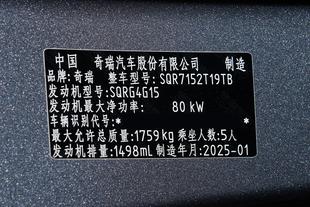 中国 奇瑞汽车股份有限公司 制造
品牌:奇瑞 整车型号:SQR7152T19TB
发动机型号:SQRG4G15
发动机最大净功率: 80 kW
车辆识别代号:* *
最大允许总质量:1759kg 乘坐人数:5人
发动机排量:1498mL 制造年月:2025-01